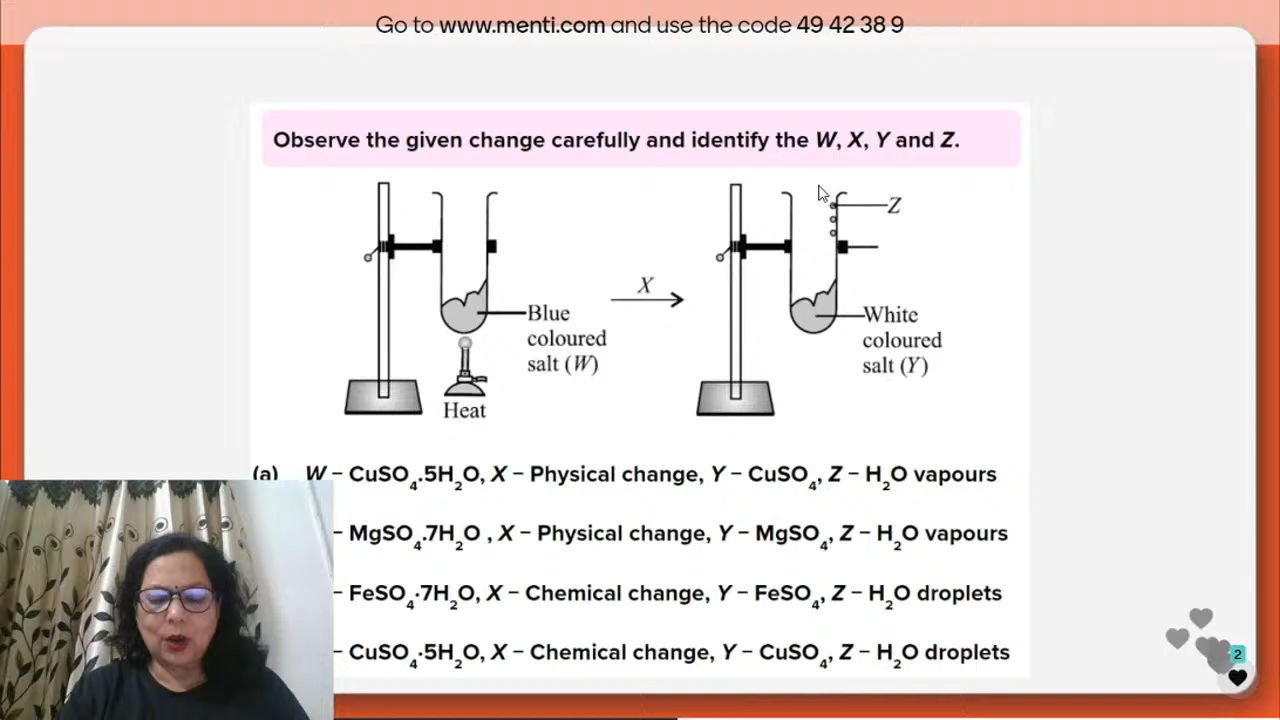 Go to www.menti.com and use the code 49 42 38 9
Observe the given change carefully and identify the W, X, Y and Z.
Z
X
Blue
coloured
salt (W)
White
coloured
salt (Y)
Heat
(a) W – CuSO₄.5H₂O, X – Physical change, Y – CuSO₄, Z – H₂O vapours
– MgSO₄.7H₂O , X – Physical change, Y – MgSO₄, Z – H₂O vapours
– FeSO₄·7H₂O, X – Chemical change, Y – FeSO₄, Z – H₂O droplets
– CuSO₄·5H₂O, X – Chemical change, Y – CuSO₄, Z – H₂O droplets
2